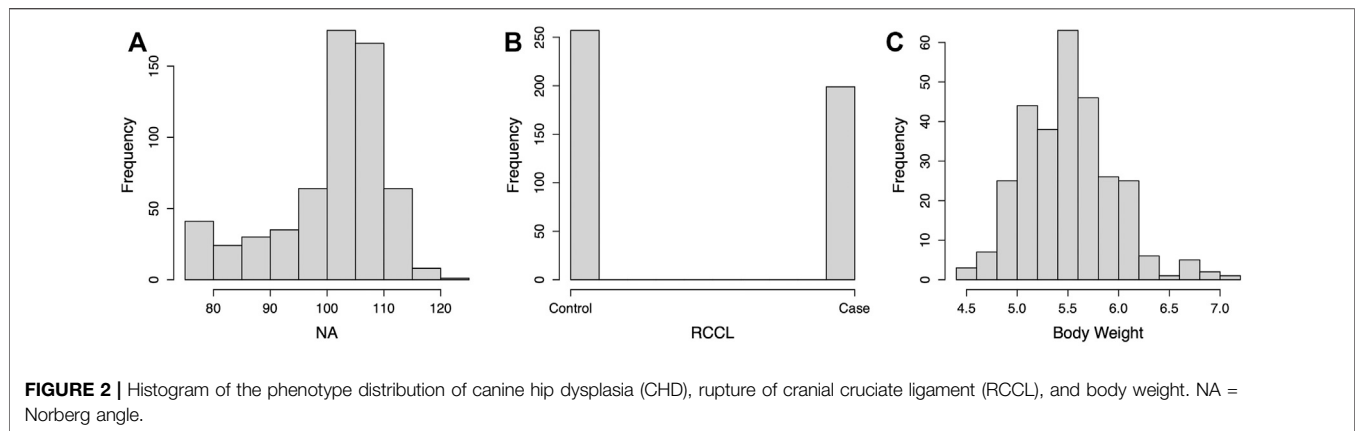 A
Frequency
0
50
100
150
80
90
100
110
120
NA
B
Frequency
0
50
100
150
200
250
Control
Case
RCCL
C
Frequency
0
10
20
30
40
50
60
4.5
5.0
5.5
6.0
6.5
7.0
Body Weight
FIGURE 2 | Histogram of the phenotype distribution of canine hip dysplasia (CHD), rupture of cranial cruciate ligament (RCCL), and body weight. NA =
Norberg angle.